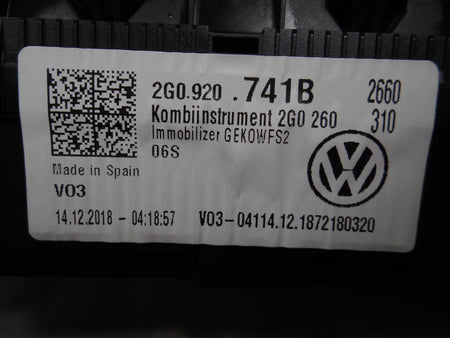 2G0.920 .741B 2660
Kombiinstrument 2G0 260 310
Immobilizer GEKOWFS2
06S
Made in Spain
V03
14.12.2018 - 04:18:57 V03-04114.12.1872180320